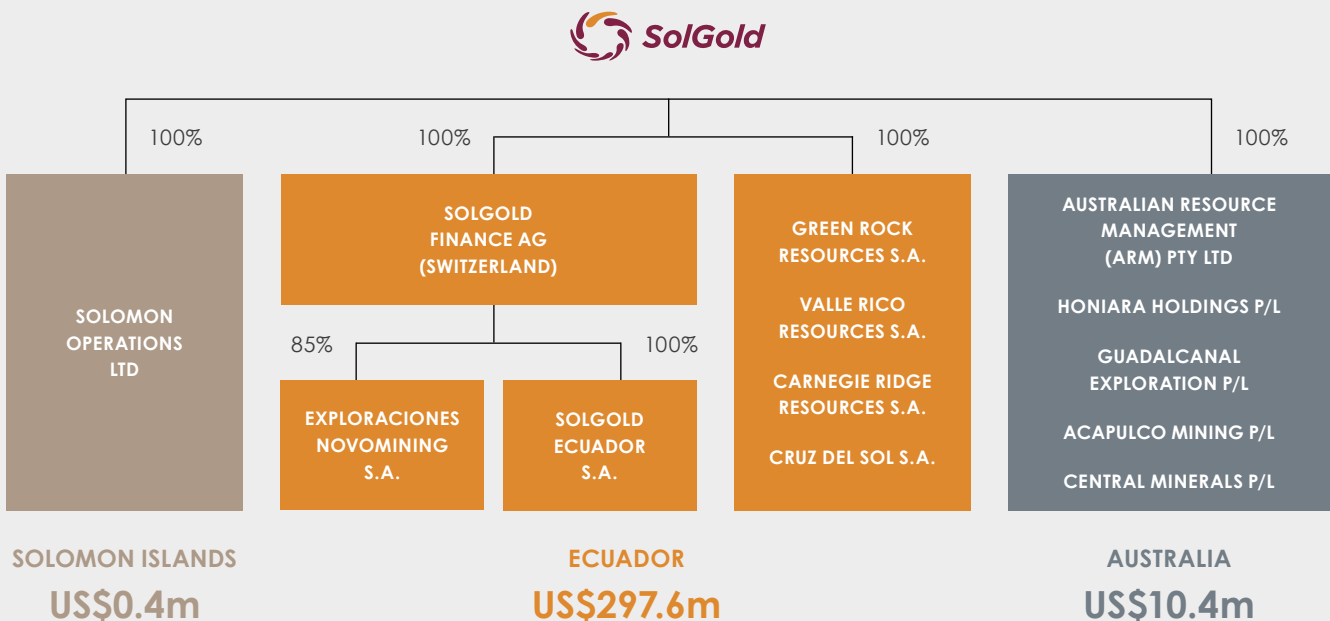 SolGold
100%
100%
100%
100%
SOLOMON
OPERATIONS
LTD
SOLGOLD
FINANCE AG
(SWITZERLAND)
85%
100%
EXPLORACIONES
NOVOMINING
S.A.
SOLGOLD
ECUADOR
S.A.
GREEN ROCK
RESOURCES S.A.
VALLE RICO
RESOURCES S.A.
CARNEGIE RIDGE
RESOURCES S.A.
CRUZ DEL SOL S.A.
AUSTRALIAN RESOURCE
MANAGEMENT
(ARM) PTY LTD
HONIARA HOLDINGS P/L
GUADALCANAL
EXPLORATION P/L
ACAPULCO MINING P/L
CENTRAL MINERALS P/L
SOLOMON ISLANDS
US$0.4m
ECUADOR
US$297.6m
AUSTRALIA
US$10.4m